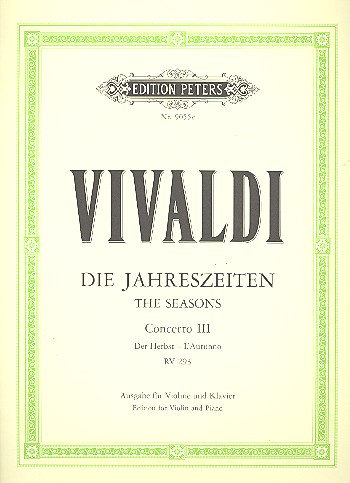 EDITION PETERS
Nr. 9055c
VIVALDI
DIE JAHRESZEITEN
THE SEASONS
Concerto III
Der Herbst – L'Autunno
RV 293
Ausgabe für Violine und Klavier
Edition for Violin and Piano